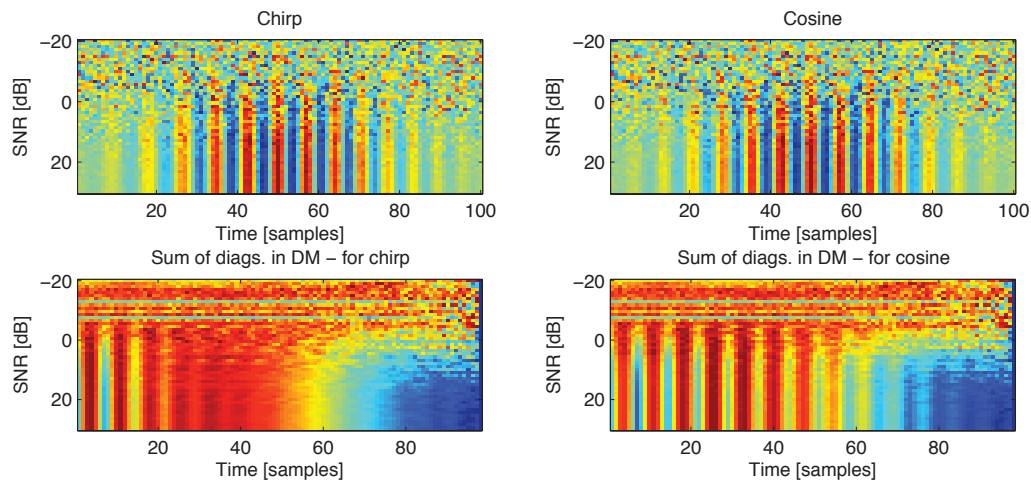 Chirp
−20
0
20
SNR [dB]
20 40 60 80 100
Time [samples]
Cosine
−20
0
20
SNR [dB]
20 40 60 80 100
Time [samples]
Sum of diags. in DM − for chirp
−20
0
20
SNR [dB]
20 40 60 80
Time [samples]
Sum of diags. in DM − for cosine
−20
0
20
SNR [dB]
20 40 60 80
Time [samples]